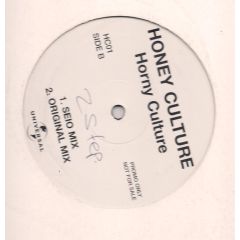 HONEY CULTURE
Horny Culture
HC01
SIDE B
1. SEIO MIX
2: ORIGINAL MIX
2 Step
PROMO ONLY
NOT FOR SALE
UNIVERSAL